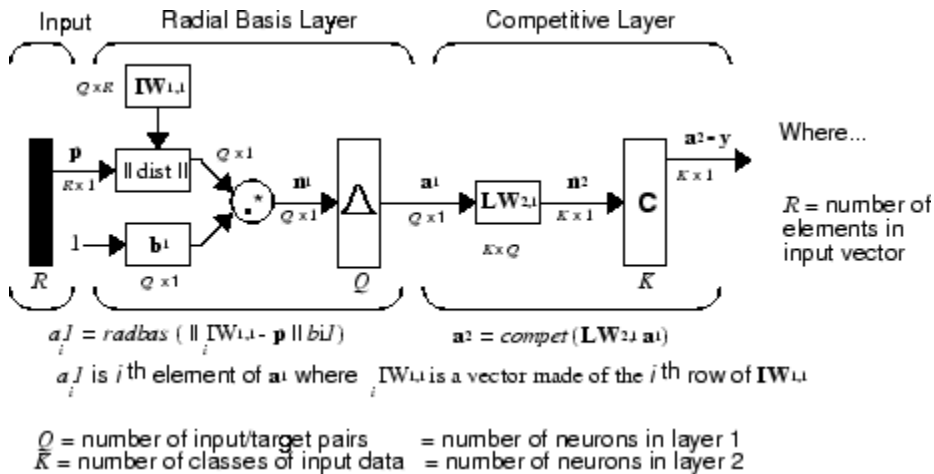 Input Radial Basis Layer Competitive Layer
Q x R IW1,1
p R x 1 || dist || Q x 1
.* n1 Q x 1
a1 Q x 1 LW2,1 n2 K x 1 C a2 = y K x 1
Where...
1 b1
R Q x 1 Q K x Q K
R = number of
elements in
input vector
ai1 = radbas ( || iIW1,1 - p || bi1) a2 = compet (LW2,1 a1)
ai1 is i th element of a1 where iIW1,1 is a vector made of the i th row of IW1,1
Q = number of input/target pairs = number of neurons in layer 1
K = number of classes of input data = number of neurons in layer 2